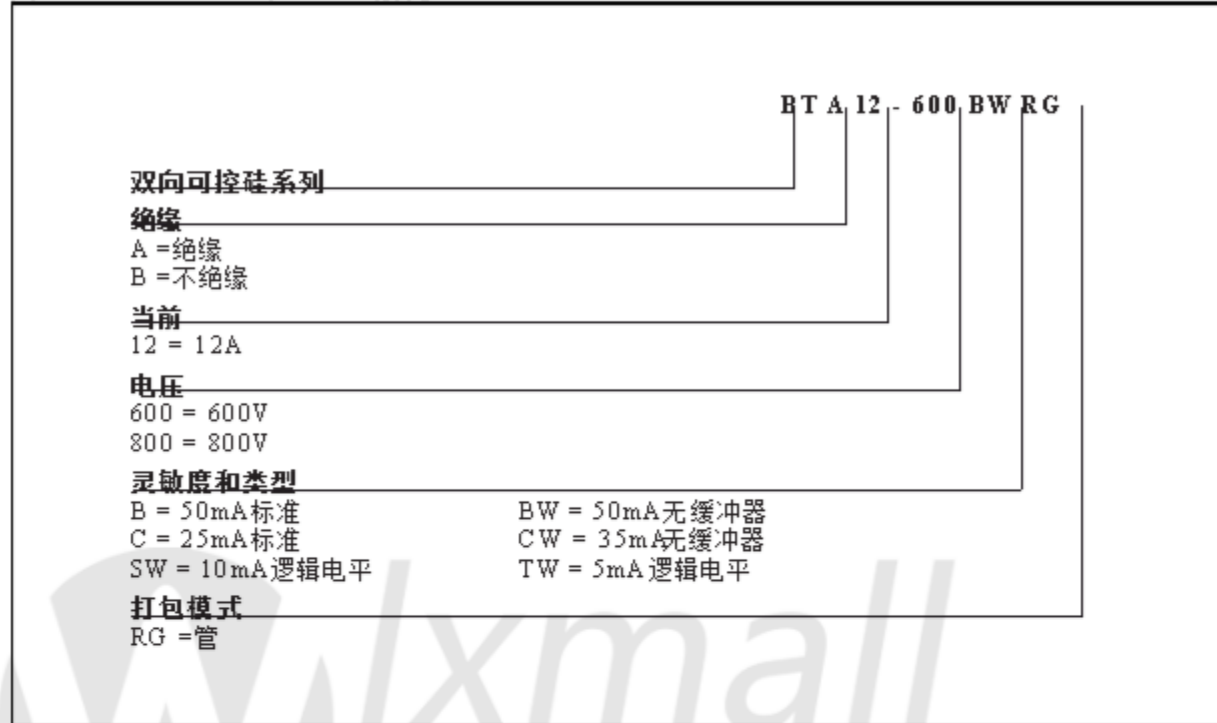 BTA12-600BWRG
双向可控硅系列
绝缘
A =绝缘
B =不绝缘
当前
12 = 12A
电压
600 = 600V
800 = 800V
灵敏度和类型
B = 50mA标准 BW = 50mA无缓冲器
C = 25mA标准 CW = 35mA无缓冲器
SW = 10mA逻辑电平 TW = 5mA逻辑电平
打包模式
RG =管
lxmall